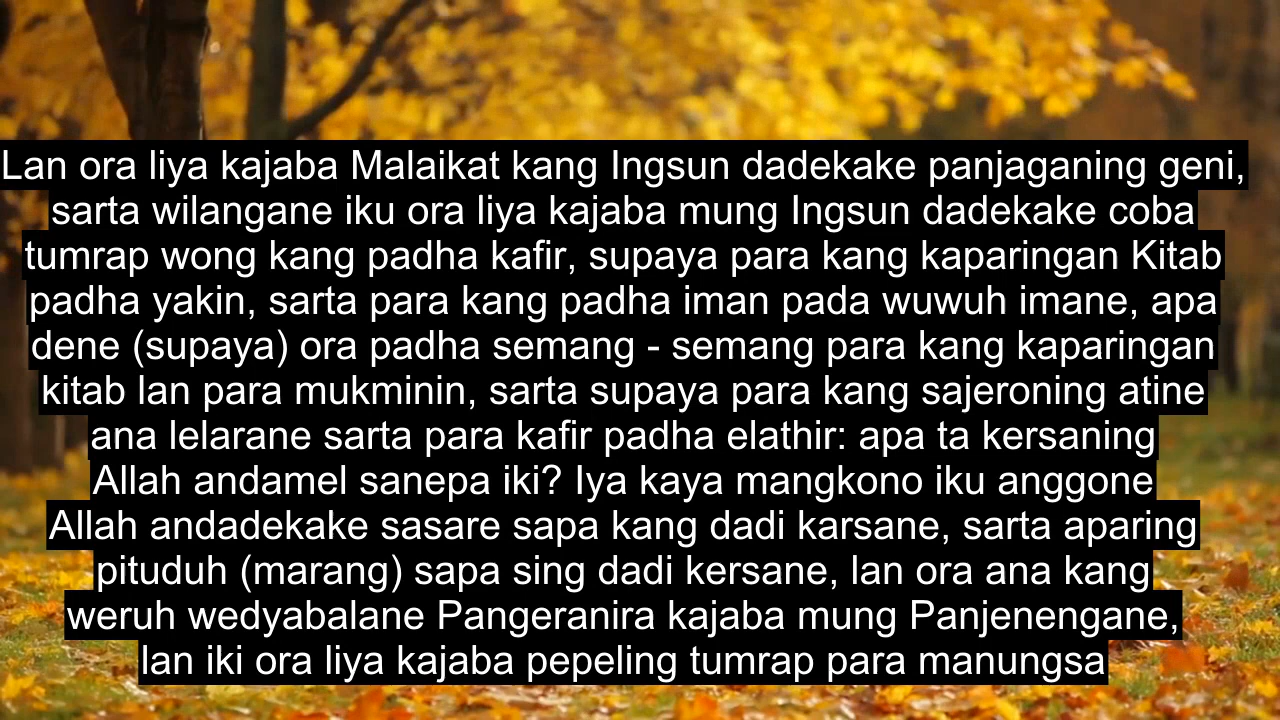 Lan ora liya kajaba Malaikat kang Ingsun dadekake panjaganing geni,
sarta wilangane iku ora liya kajaba mung Ingsun dadekake coba
tumrap wong kang padha kafir, supaya para kang kaparingan Kitab
padha yakin, sarta para kang padha iman pada wuwuh imane, apa
dene (supaya) ora padha semang - semang para kang kaparingan
kitab lan para mukminin, sarta supaya para kang sajeroning atine
ana lelarane sarta para kafir padha elathir: apa ta kersaning
Allah andamel sanepa iki? Iya kaya mangkono iku anggone
Allah andadekake sasare sapa kang dadi karsane, sarta aparing
pituduh (marang) sapa sing dadi kersane, lan ora ana kang
weruh wedyabalane Pangeranira kajaba mung Panjenengane,
lan iki ora liya kajaba pepeling tumrap para manungsa